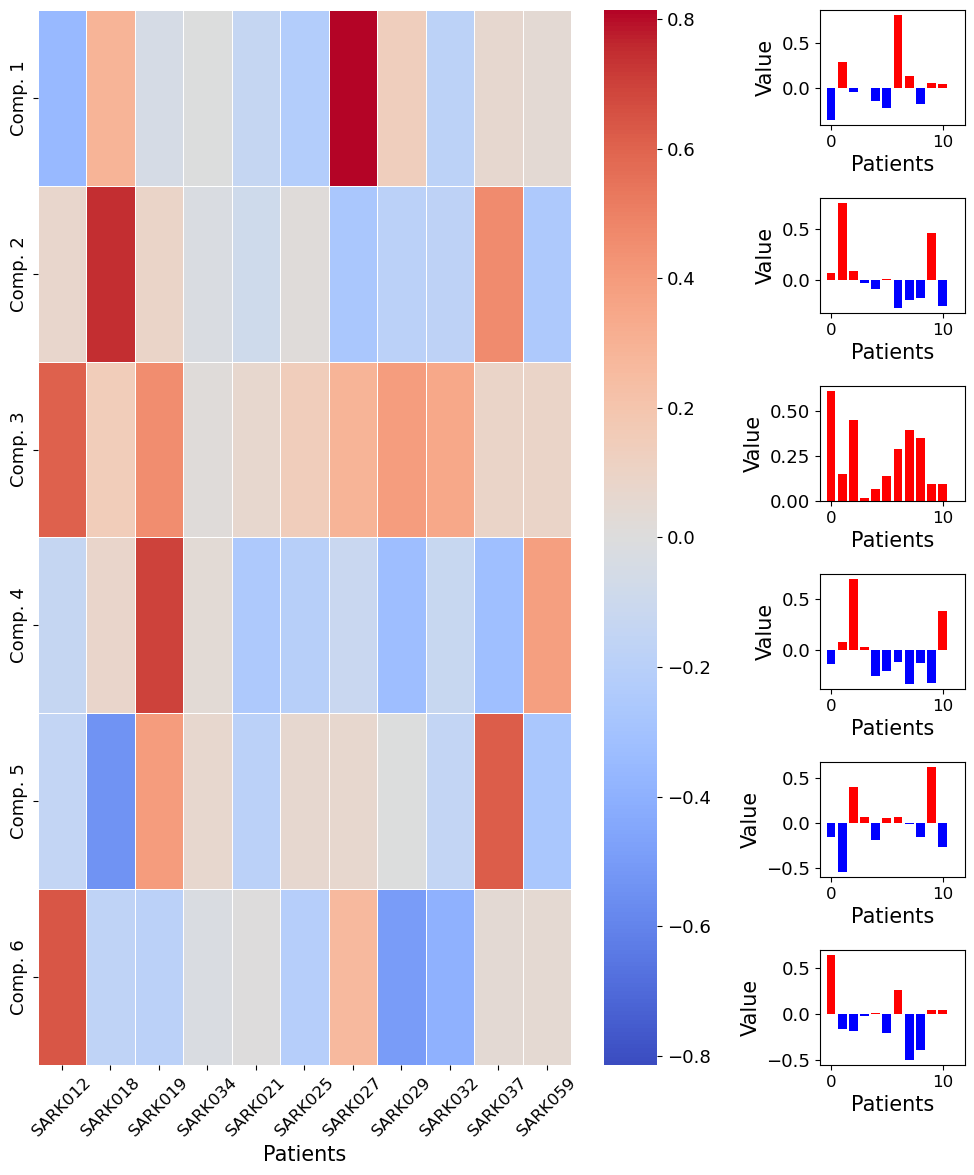 Comp. 1
Comp. 2
Comp. 3
Comp. 4
Comp. 5
Comp. 6
SARK012
SARK018
SARK019
SARK034
SARK021
SARK025
SARK027
SARK029
SARK032
SARK037
SARK059
Patients
0.8
0.6
0.4
0.2
0.0
−0.2
−0.4
−0.6
−0.8
Value
0.5
0.0
0
10
Patients
Value
0.5
0.0
0
10
Patients
Value
0.50
0.25
0.00
0
10
Patients
Value
0.5
0.0
0
10
Patients
Value
0.5
0.0
−0.5
0
10
Patients
Value
0.5
0.0
−0.5
0
10
Patients